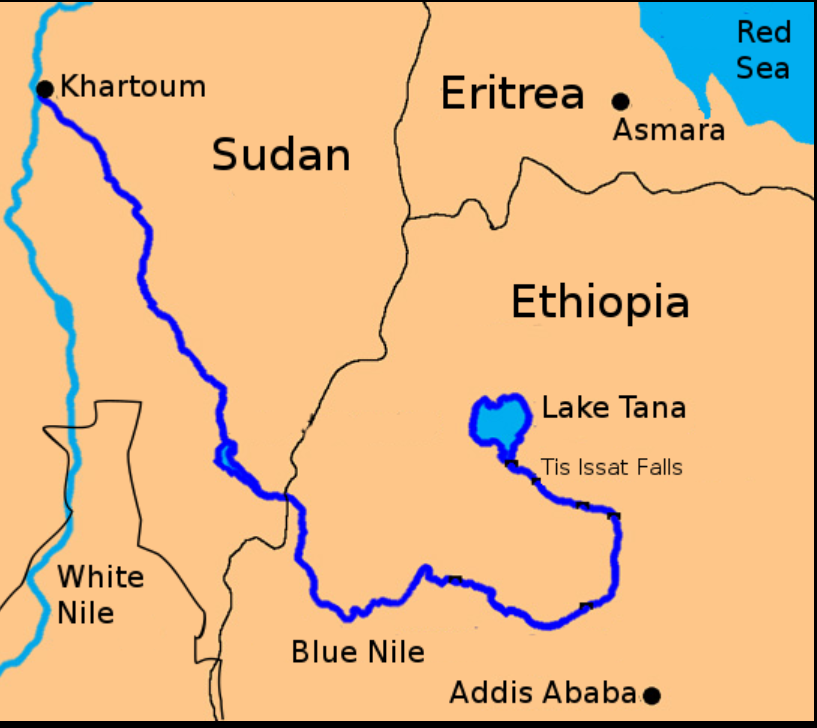 Red
Sea
Khartoum
Eritrea
Asmara
Sudan
Ethiopia
Lake Tana
Tis Issat Falls
White
Nile
Blue Nile
Addis Ababa